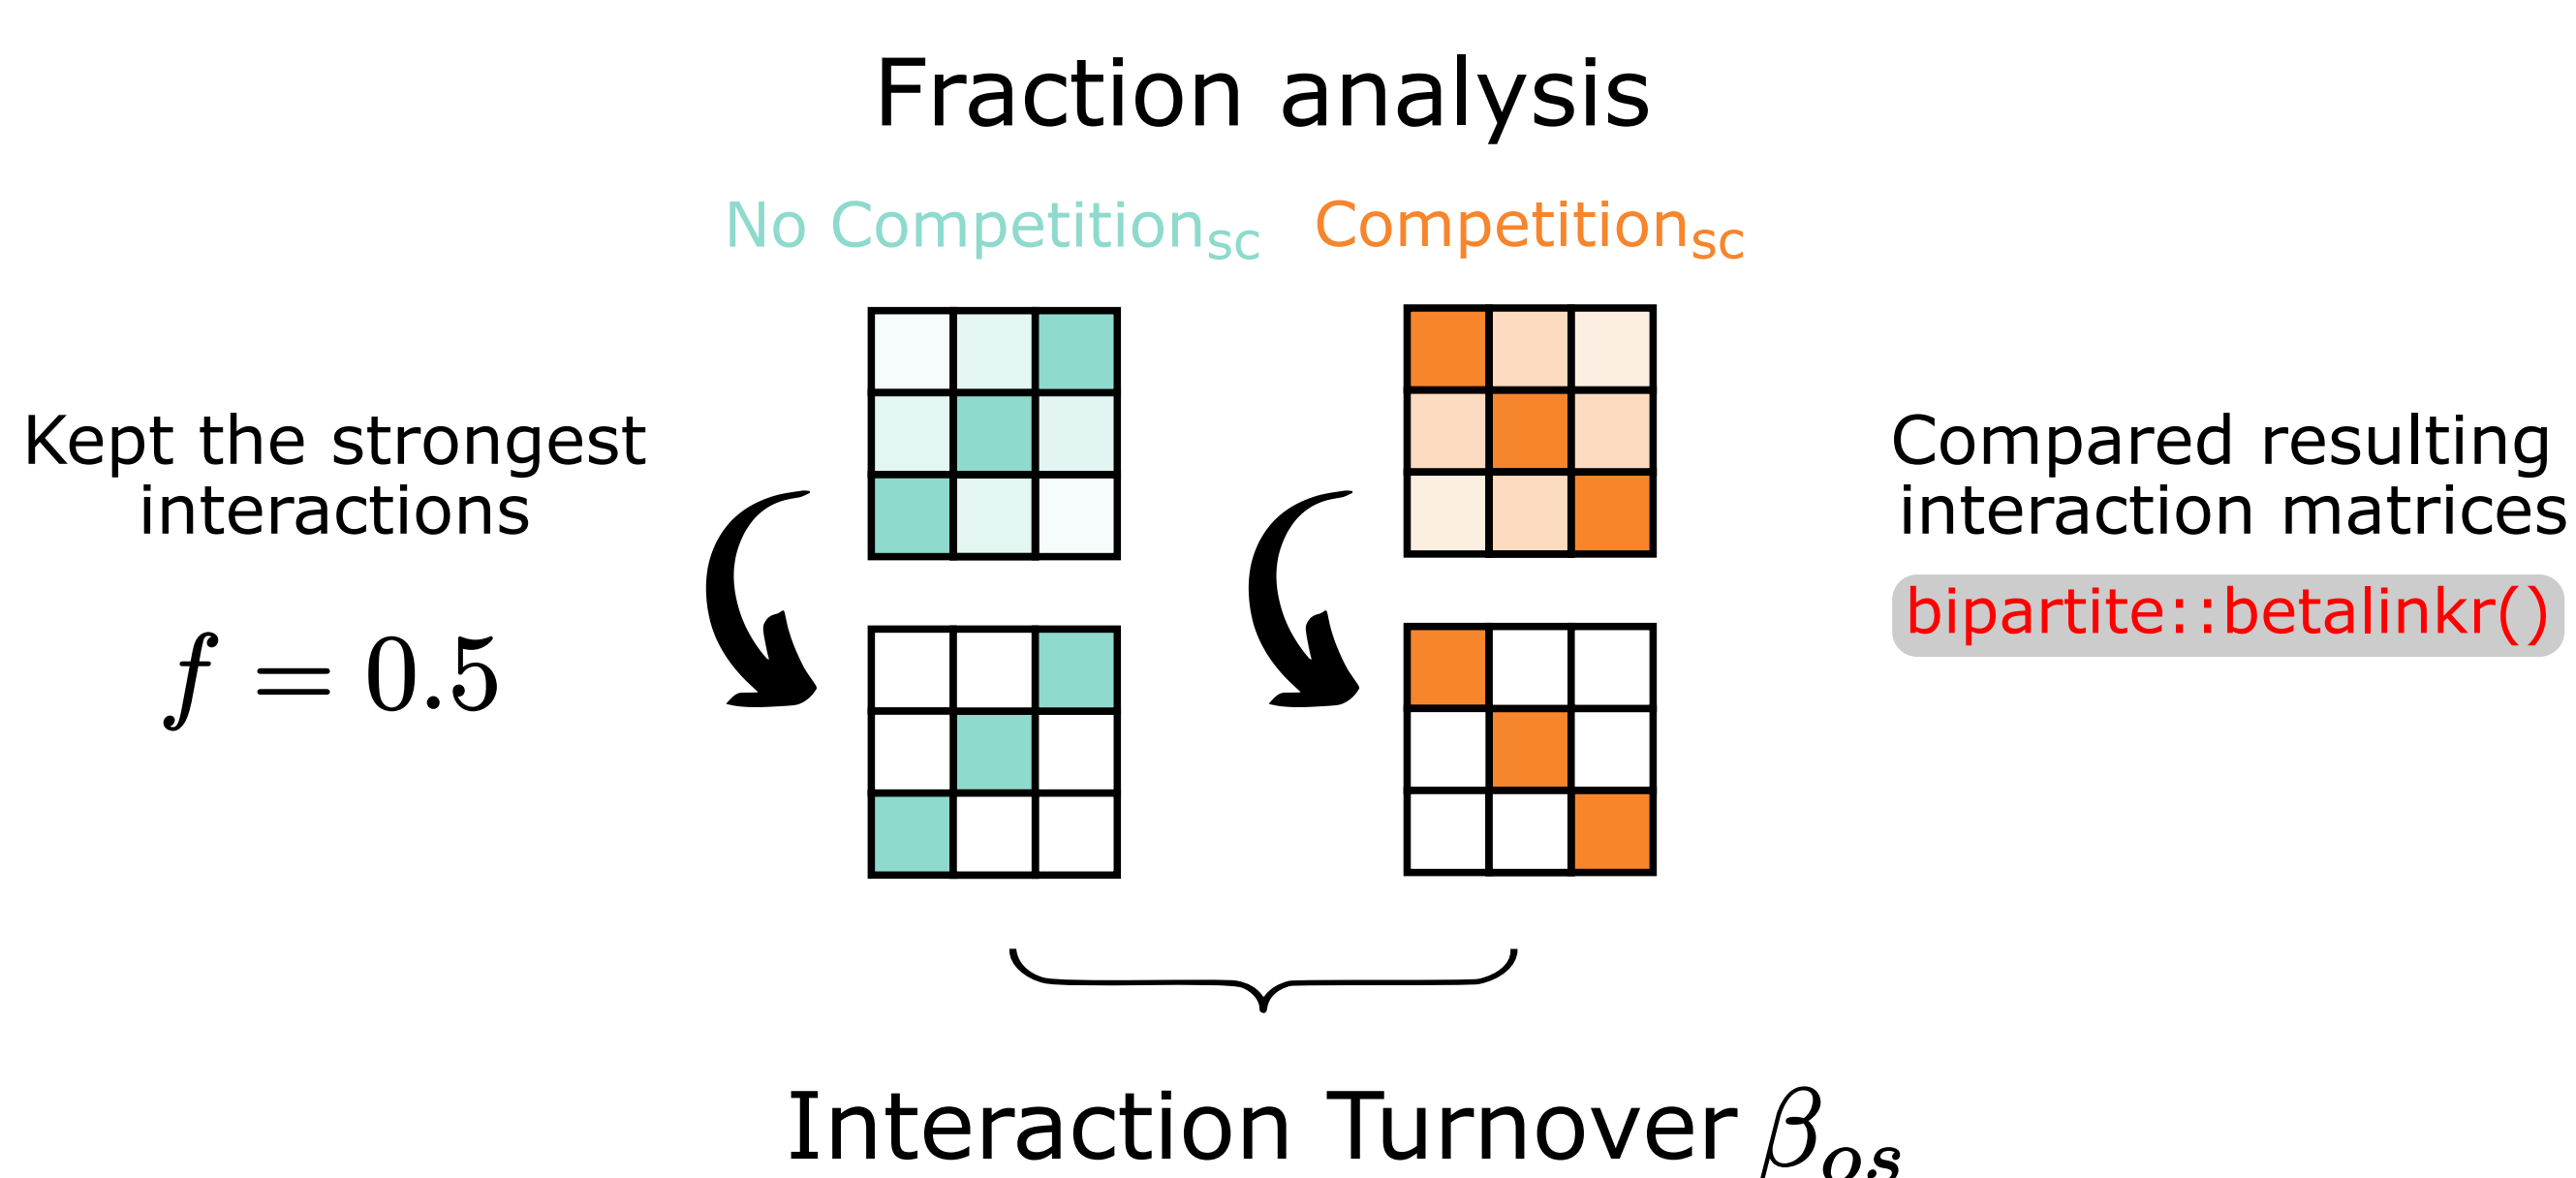 Fraction analysis
No Competition_SC
Competition_SC
Kept the strongest
interactions
f = 0.5
Compared resulting
interaction matrices
bipartite::betalinkr()
Interaction Turnover β_os